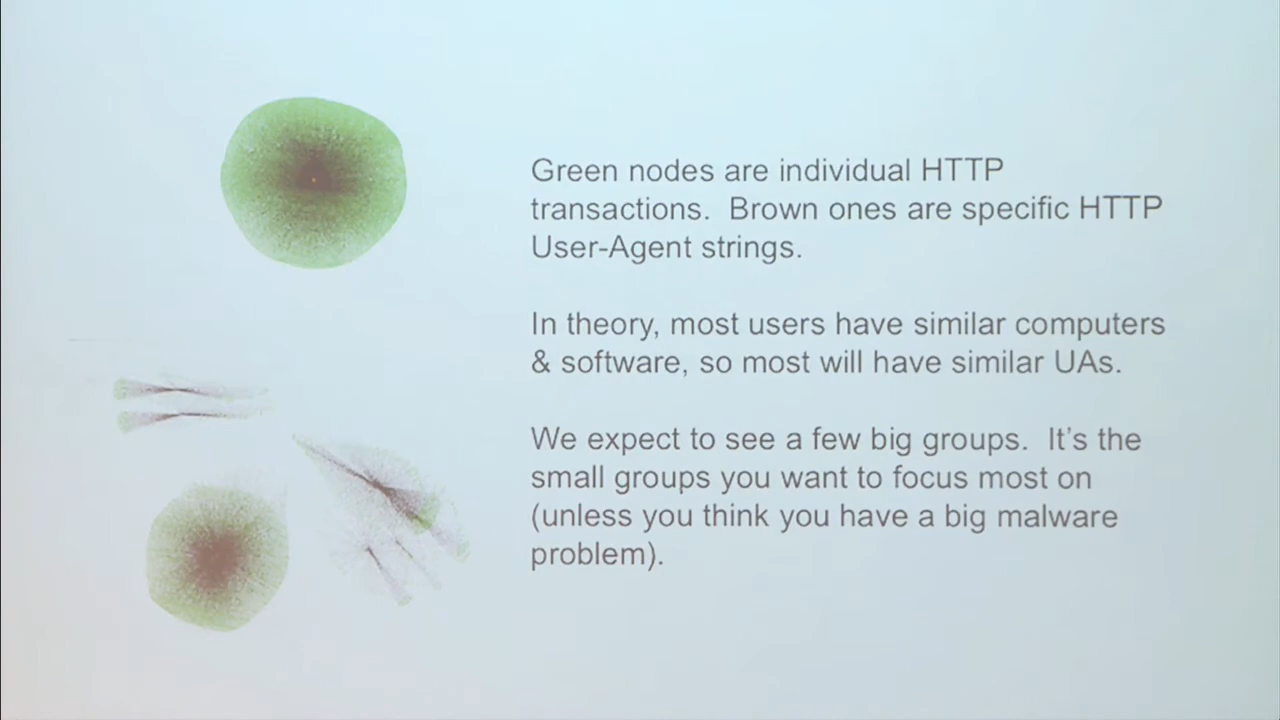 Green nodes are individual HTTP
transactions.  Brown ones are specific HTTP
User-Agent strings.
In theory, most users have similar computers
& software, so most will have similar UAs.
We expect to see a few big groups.  It's the
small groups you want to focus most on
(unless you think you have a big malware
problem).